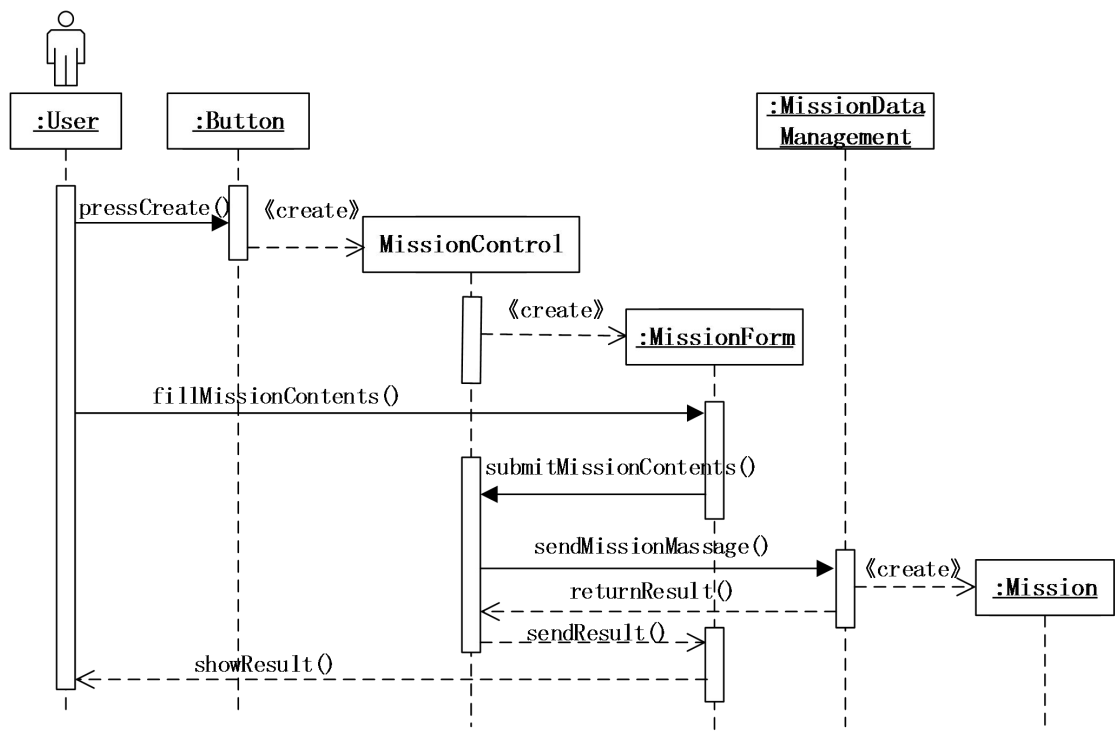 :User
:Button
:MissionData
Management
pressCreate()
《create》
MissionControl
《create》
:MissionForm
fillMissionContents()
submitMissionContents()
sendMissionMassage()
《create》
:Mission
returnResult()
sendResult()
showResult()